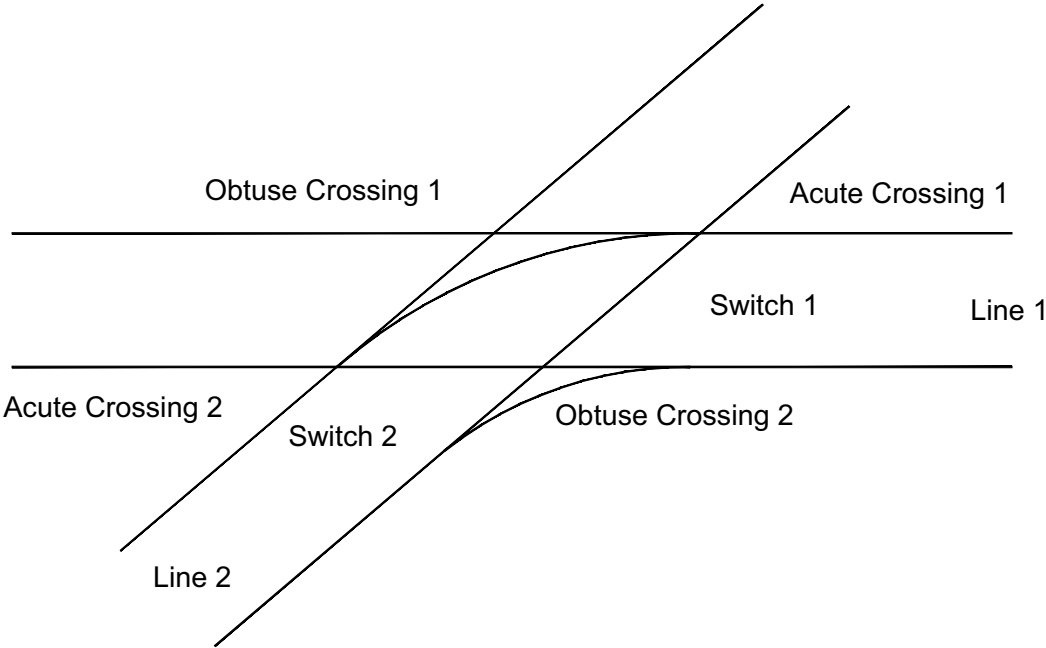 Obtuse Crossing 1
Acute Crossing 1
Switch 1
Line 1
Acute Crossing 2
Switch 2
Obtuse Crossing 2
Line 2